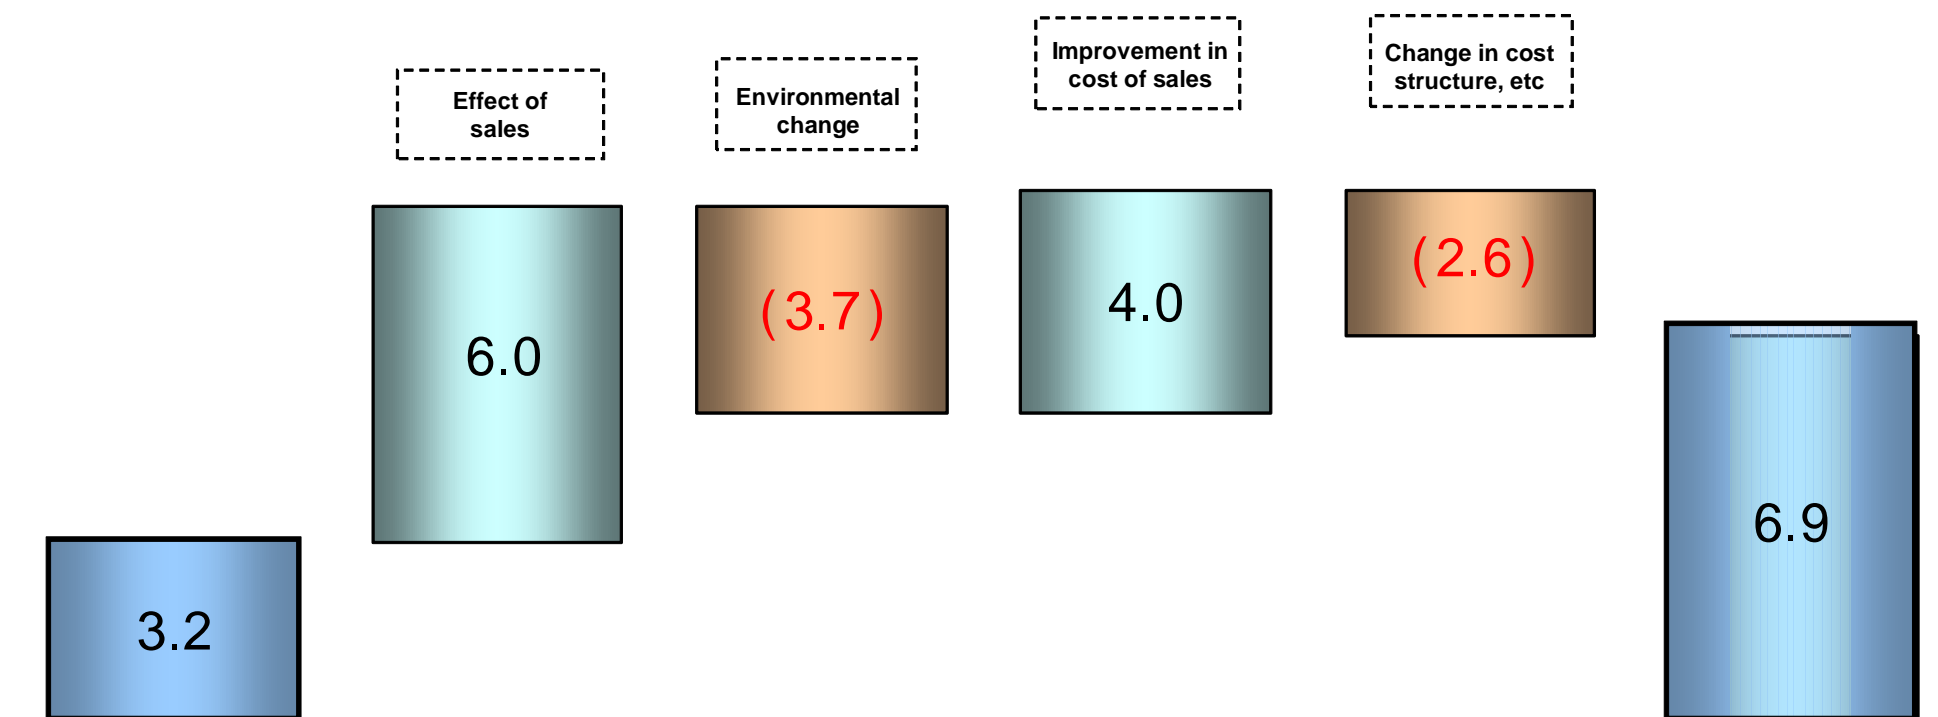 Effect of
sales
Environmental
change
Improvement in
cost of sales
Change in cost
structure, etc
3.2
6.0
(3.7)
4.0
(2.6)
6.9